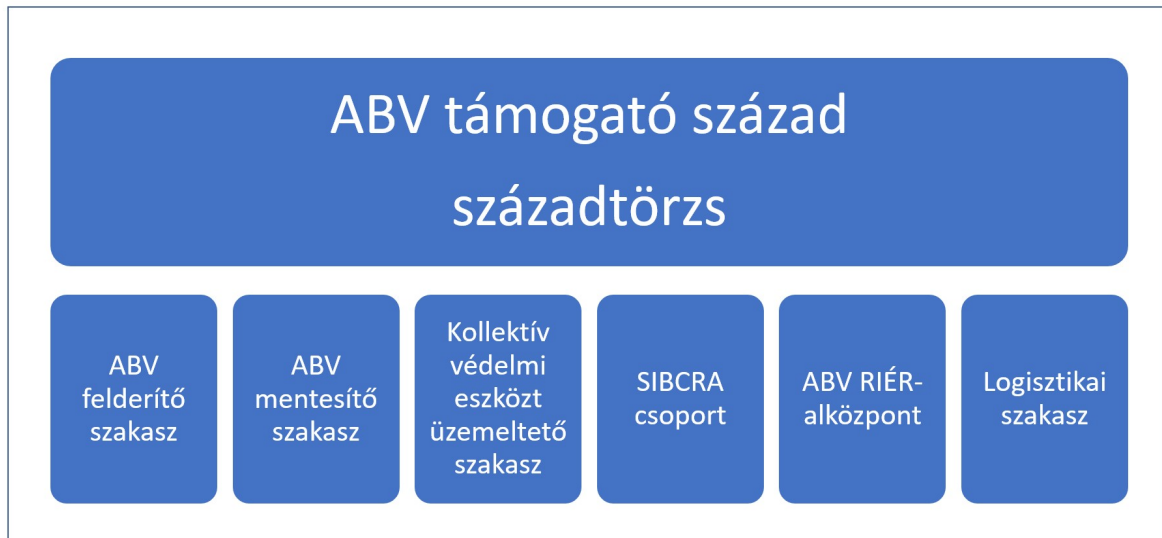 ABV támogató század
századtörzs
ABV
felderítő
szakasz
ABV
mentesítő
szakasz
Kollektív
védelmi
eszközt
üzemeltető
szakasz
SIBCRA
csoport
ABV RIÉR-
alközpont
Logisztikai
szakasz